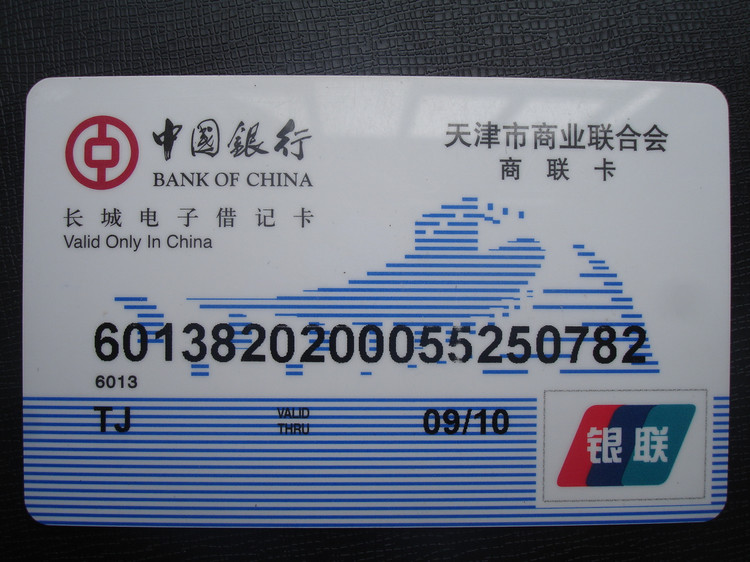 中国銀行
BANK OF CHINA
长城电子借记卡
Valid Only In China
天津市商业联合会
商联卡
6013820200055250782
6013
TJ VALID THRU 09/10
银联